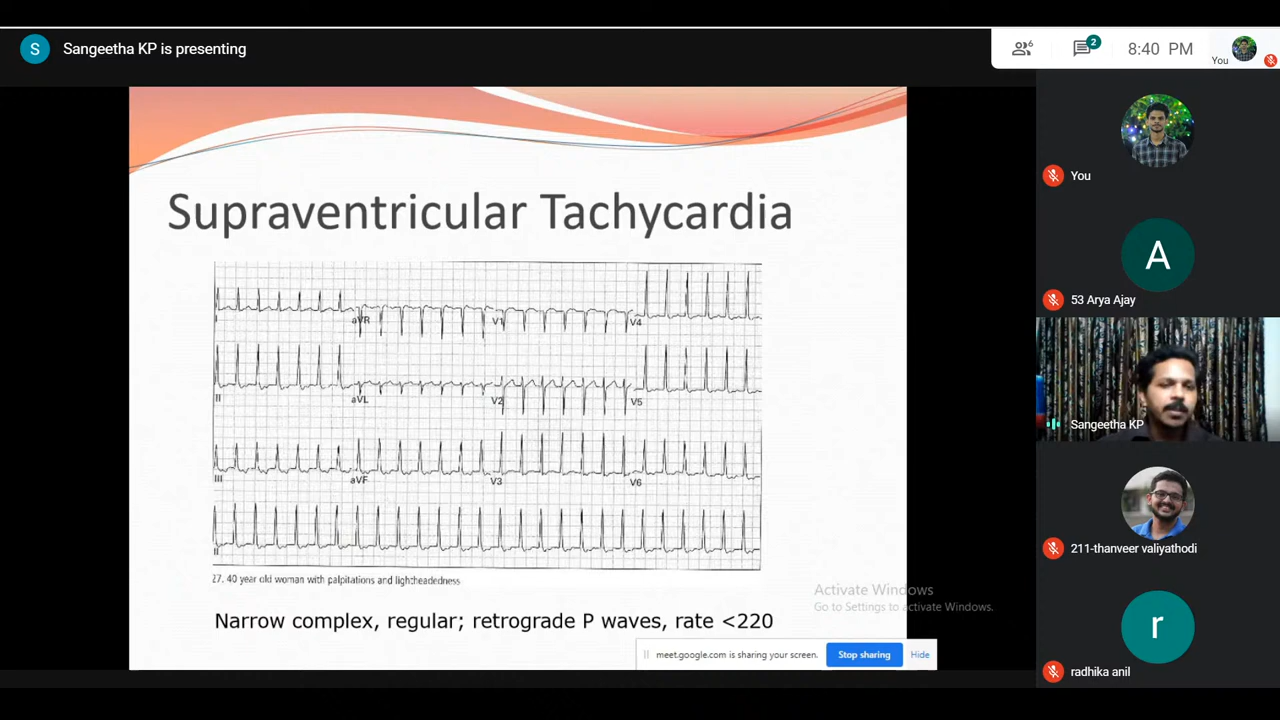 S Sangeetha KP is presenting
6 2 8:40 PM You
You
A
53 Arya Ajay
Supraventricular Tachycardia
I aVR V1 V4
II aVL V2 V5
III aVF V3 V6
II
27. 40 year old woman with palpitations and lightheadedness
Narrow complex, regular; retrograde P waves, rate <220
Activate Windows
Go to Settings to activate Windows.
meet.google.com is sharing your screen. Stop sharing Hide
Sangeetha KP
211-thanveer valiyathodi
r
radhika anil